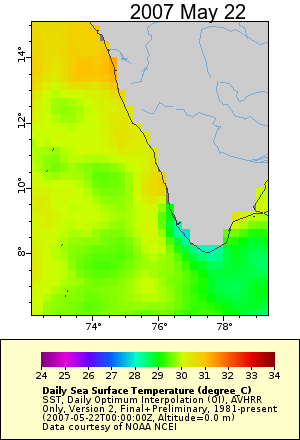 2007 May 22
14°
12°
10°
8°
74° 76° 78°
24 25 26 27 28 29 30 31 32 33 34
Daily Sea Surface Temperature (degree_C)
SST, Daily Optimum Interpolation (OI), AVHRR
Only, Version 2, Final+Preliminary, 1981-present
(2007-05-22T00:00:00Z, Altitude=0.0 m)
Data courtesy of NOAA NCEI